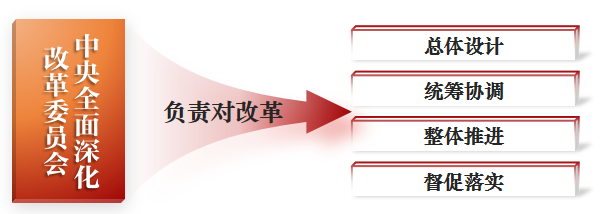 中央全面深化
改革委员会
负责对改革
总体设计
统筹协调
整体推进
督促落实